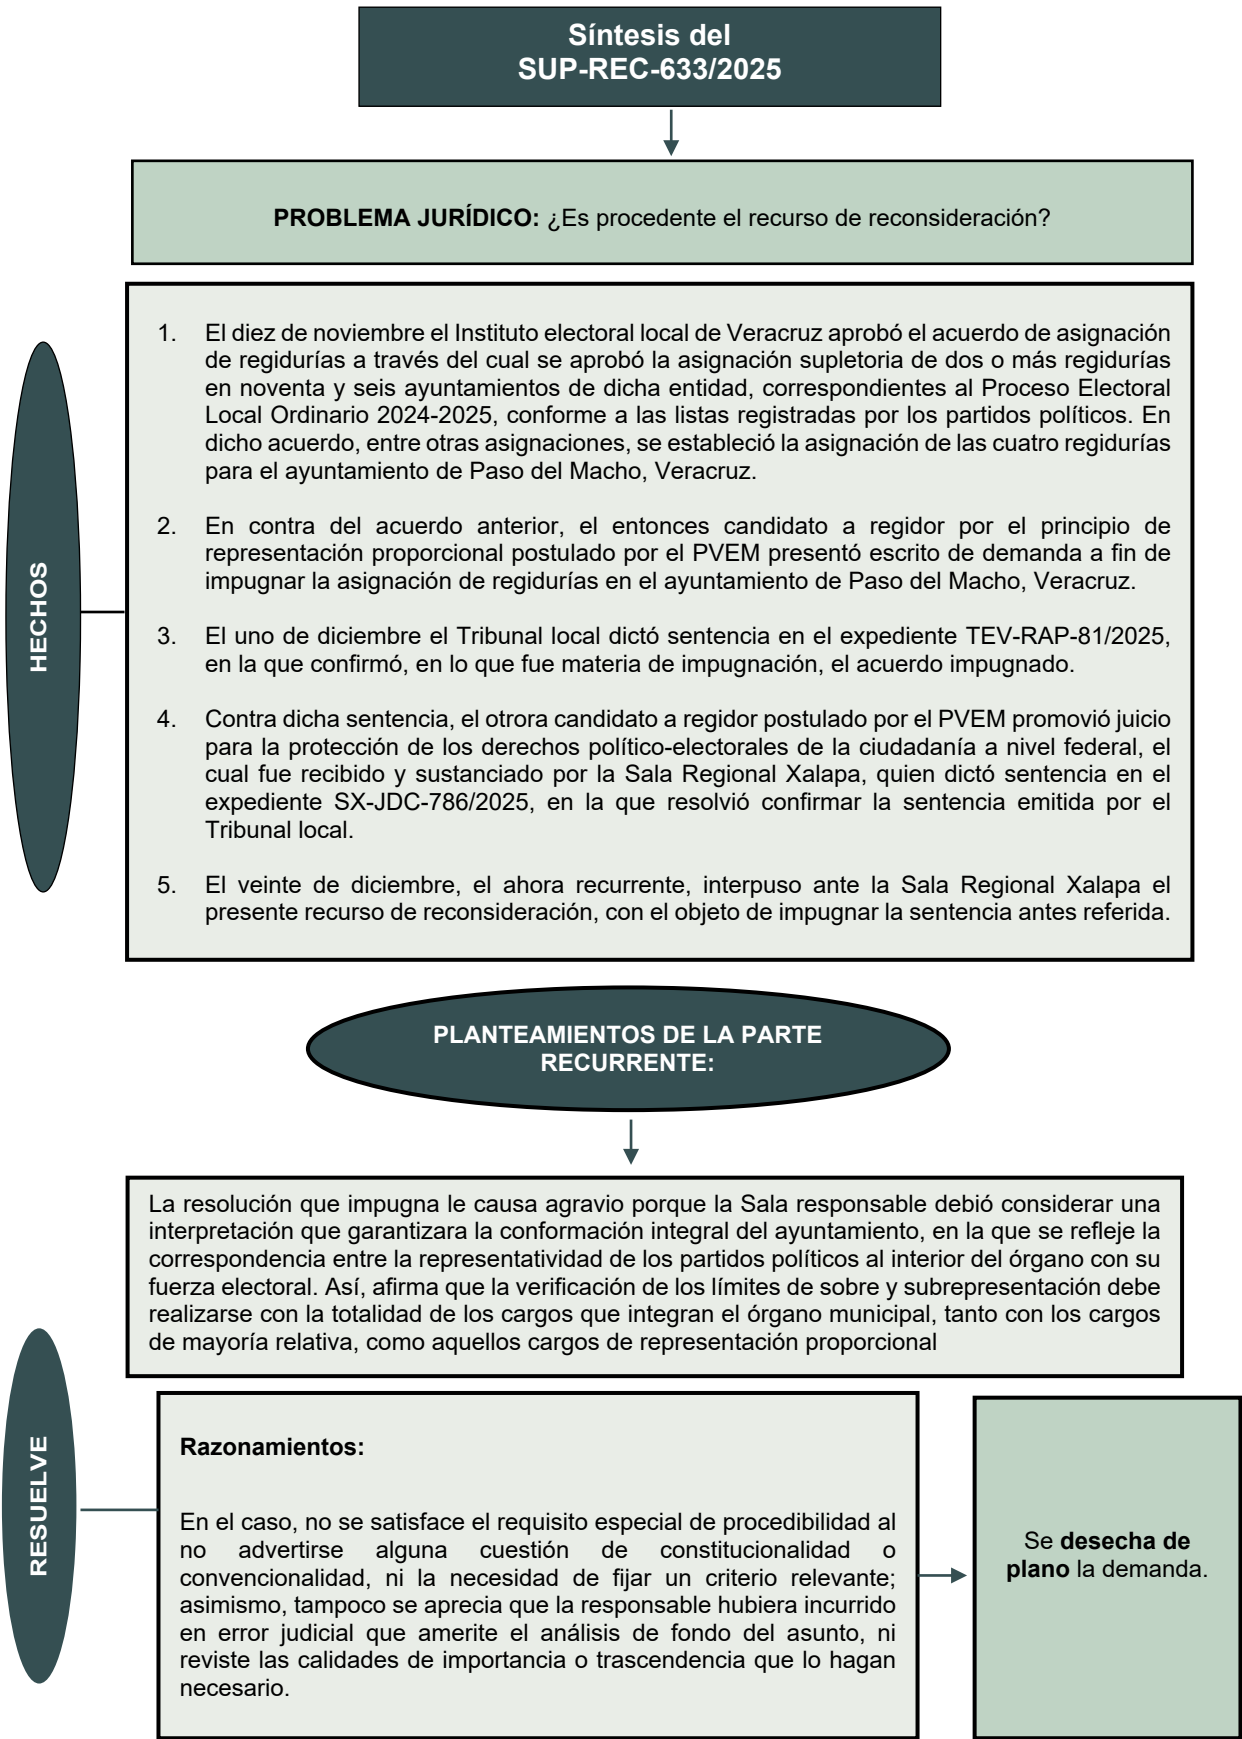 Síntesis del
SUP-REC-633/2025
PROBLEMA JURÍDICO: ¿Es procedente el recurso de reconsideración?
HECHOS
1. El diez de noviembre el Instituto electoral local de Veracruz aprobó el acuerdo de asignación
de regidurías a través del cual se aprobó la asignación supletoria de dos o más regidurías
en noventa y seis ayuntamientos de dicha entidad, correspondientes al Proceso Electoral
Local Ordinario 2024-2025, conforme a las listas registradas por los partidos políticos. En
dicho acuerdo, entre otras asignaciones, se estableció la asignación de las cuatro regidurías
para el ayuntamiento de Paso del Macho, Veracruz.
2. En contra del acuerdo anterior, el entonces candidato a regidor por el principio de
representación proporcional postulado por el PVEM presentó escrito de demanda a fin de
impugnar la asignación de regidurías en el ayuntamiento de Paso del Macho, Veracruz.
3. El uno de diciembre el Tribunal local dictó sentencia en el expediente TEV-RAP-81/2025,
en la que confirmó, en lo que fue materia de impugnación, el acuerdo impugnado.
4. Contra dicha sentencia, el otrora candidato a regidor postulado por el PVEM promovió juicio
para la protección de los derechos político-electorales de la ciudadanía a nivel federal, el
cual fue recibido y sustanciado por la Sala Regional Xalapa, quien dictó sentencia en el
expediente SX-JDC-786/2025, en la que resolvió confirmar la sentencia emitida por el
Tribunal local.
5. El veinte de diciembre, el ahora recurrente, interpuso ante la Sala Regional Xalapa el
presente recurso de reconsideración, con el objeto de impugnar la sentencia antes referida.
PLANTEAMIENTOS DE LA PARTE
RECURRENTE:
La resolución que impugna le causa agravio porque la Sala responsable debió considerar una
interpretación que garantizara la conformación integral del ayuntamiento, en la que se refleje la
correspondencia entre la representatividad de los partidos políticos al interior del órgano con su
fuerza electoral. Así, afirma que la verificación de los límites de sobre y subrepresentación debe
realizarse con la totalidad de los cargos que integran el órgano municipal, tanto con los cargos
de mayoría relativa, como aquellos cargos de representación proporcional
RESUELVE
Razonamientos:
En el caso, no se satisface el requisito especial de procedibilidad al
no advertirse alguna cuestión de constitucionalidad o
convencionalidad, ni la necesidad de fijar un criterio relevante;
asimismo, tampoco se aprecia que la responsable hubiera incurrido
en error judicial que amerite el análisis de fondo del asunto, ni
reviste las calidades de importancia o trascendencia que lo hagan
necesario.
Se desecha de
plano la demanda.